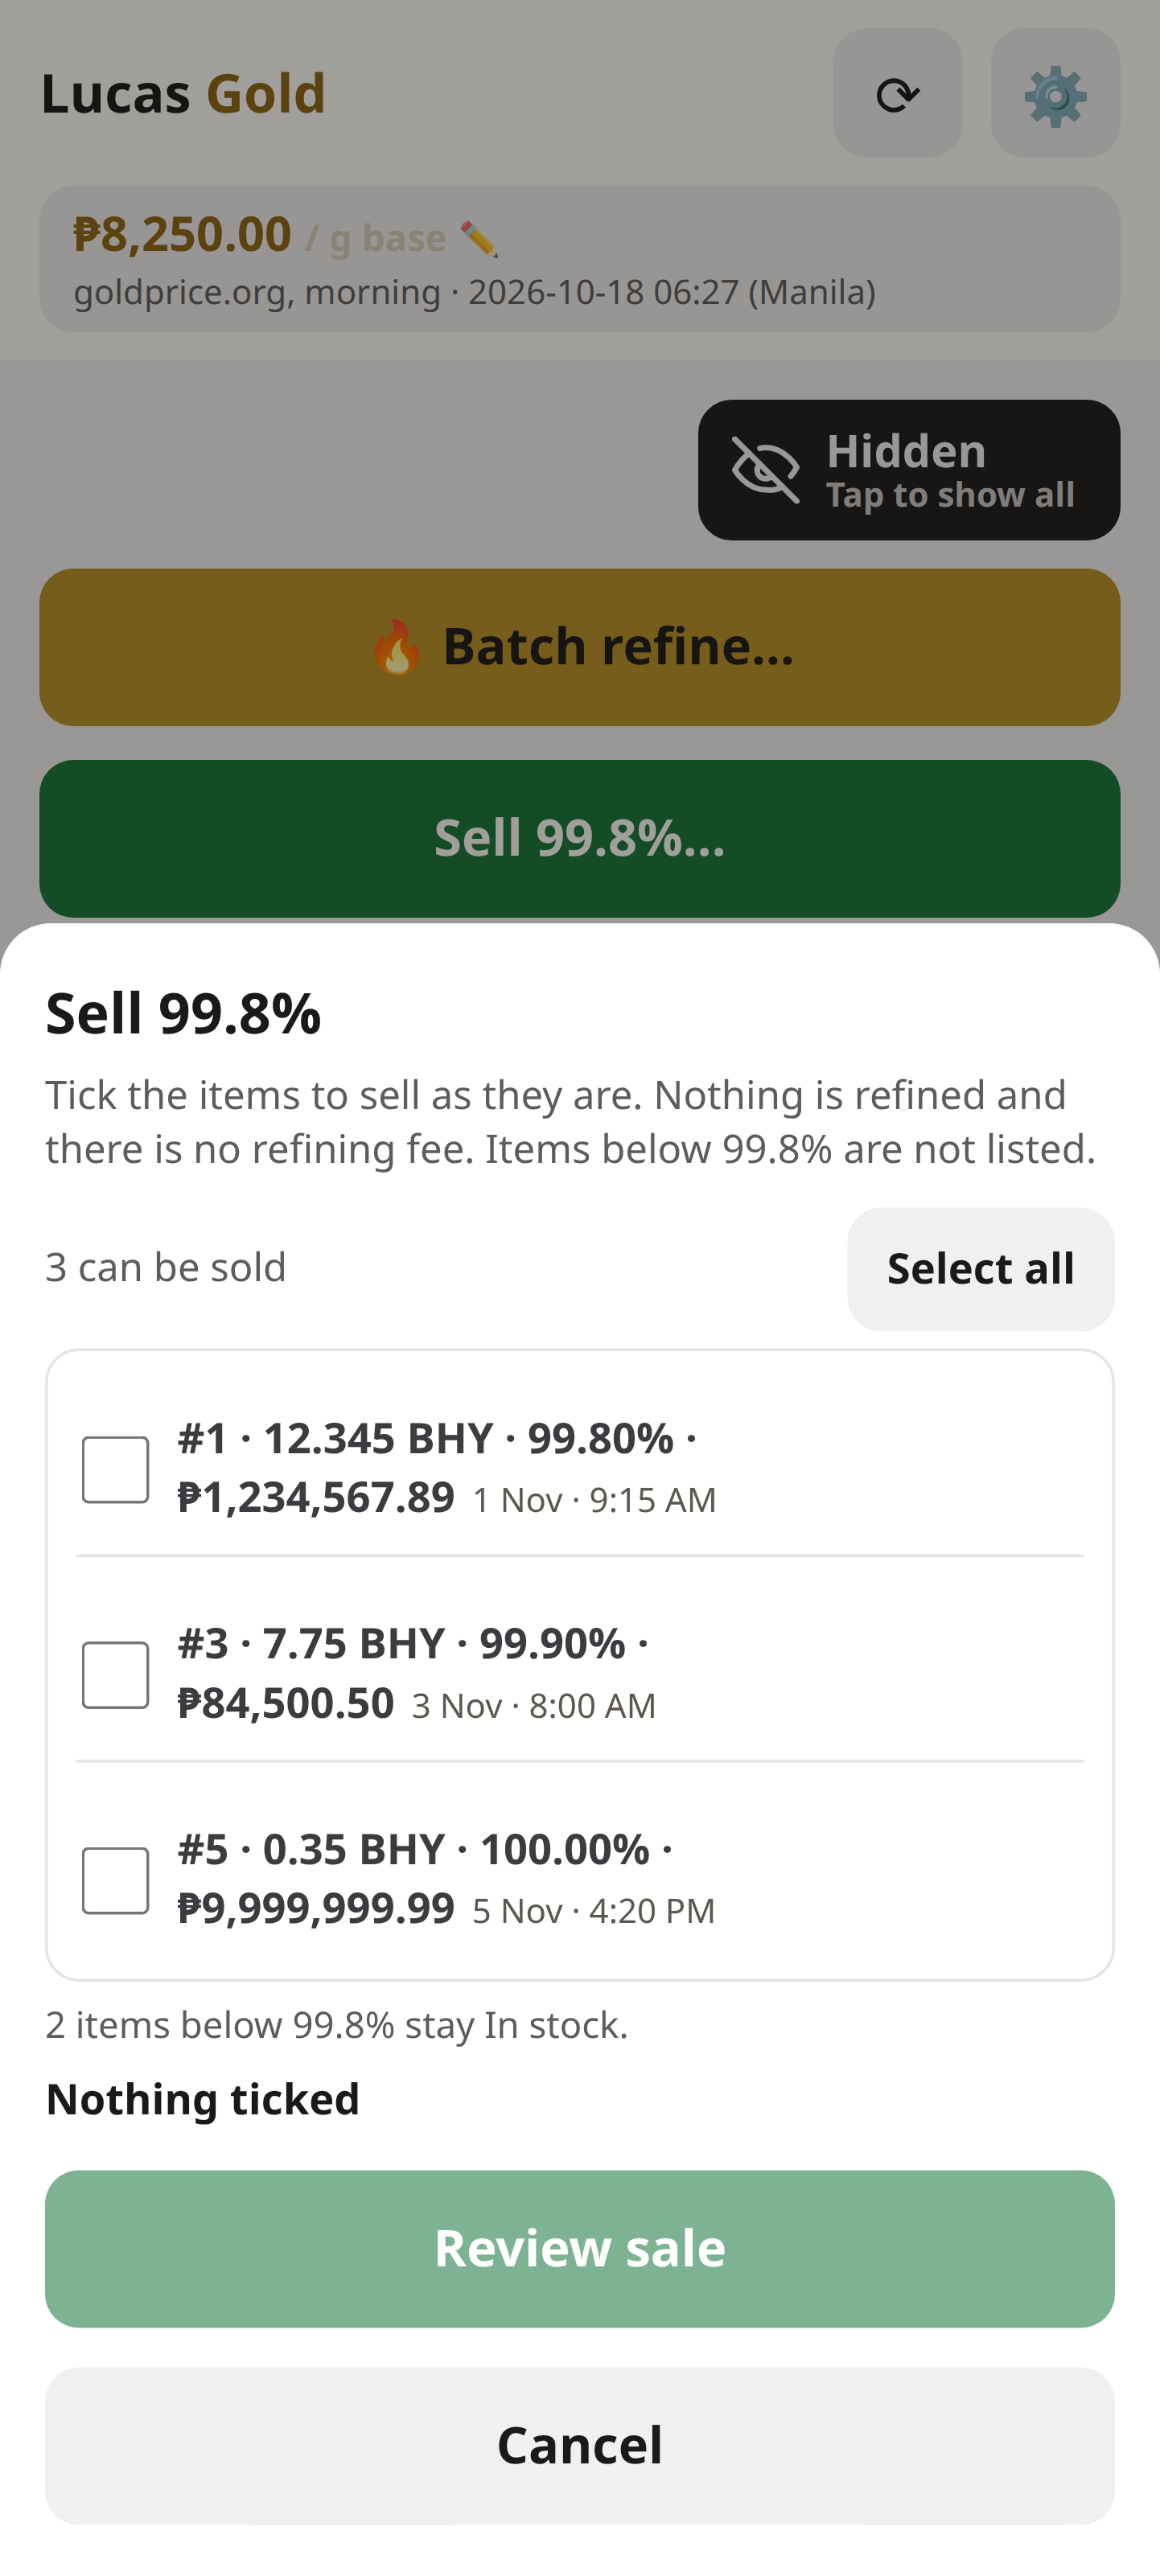 Lucas Gold
₱8,250.00 / g base
goldprice.org, morning · 2026-10-18 06:27 (Manila)
Hidden
Tap to show all
Batch refine...
Sell 99.8%...
Sell 99.8%
Tick the items to sell as they are. Nothing is refined and
there is no refining fee. Items below 99.8% are not listed.
3 can be sold
Select all
#1 · 12.345 BHY · 99.80% ·
₱1,234,567.89 1 Nov · 9:15 AM
#3 · 7.75 BHY · 99.90% ·
₱84,500.50 3 Nov · 8:00 AM
#5 · 0.35 BHY · 100.00% ·
₱9,999,999.99 5 Nov · 4:20 PM
2 items below 99.8% stay In stock.
Nothing ticked
Review sale
Cancel